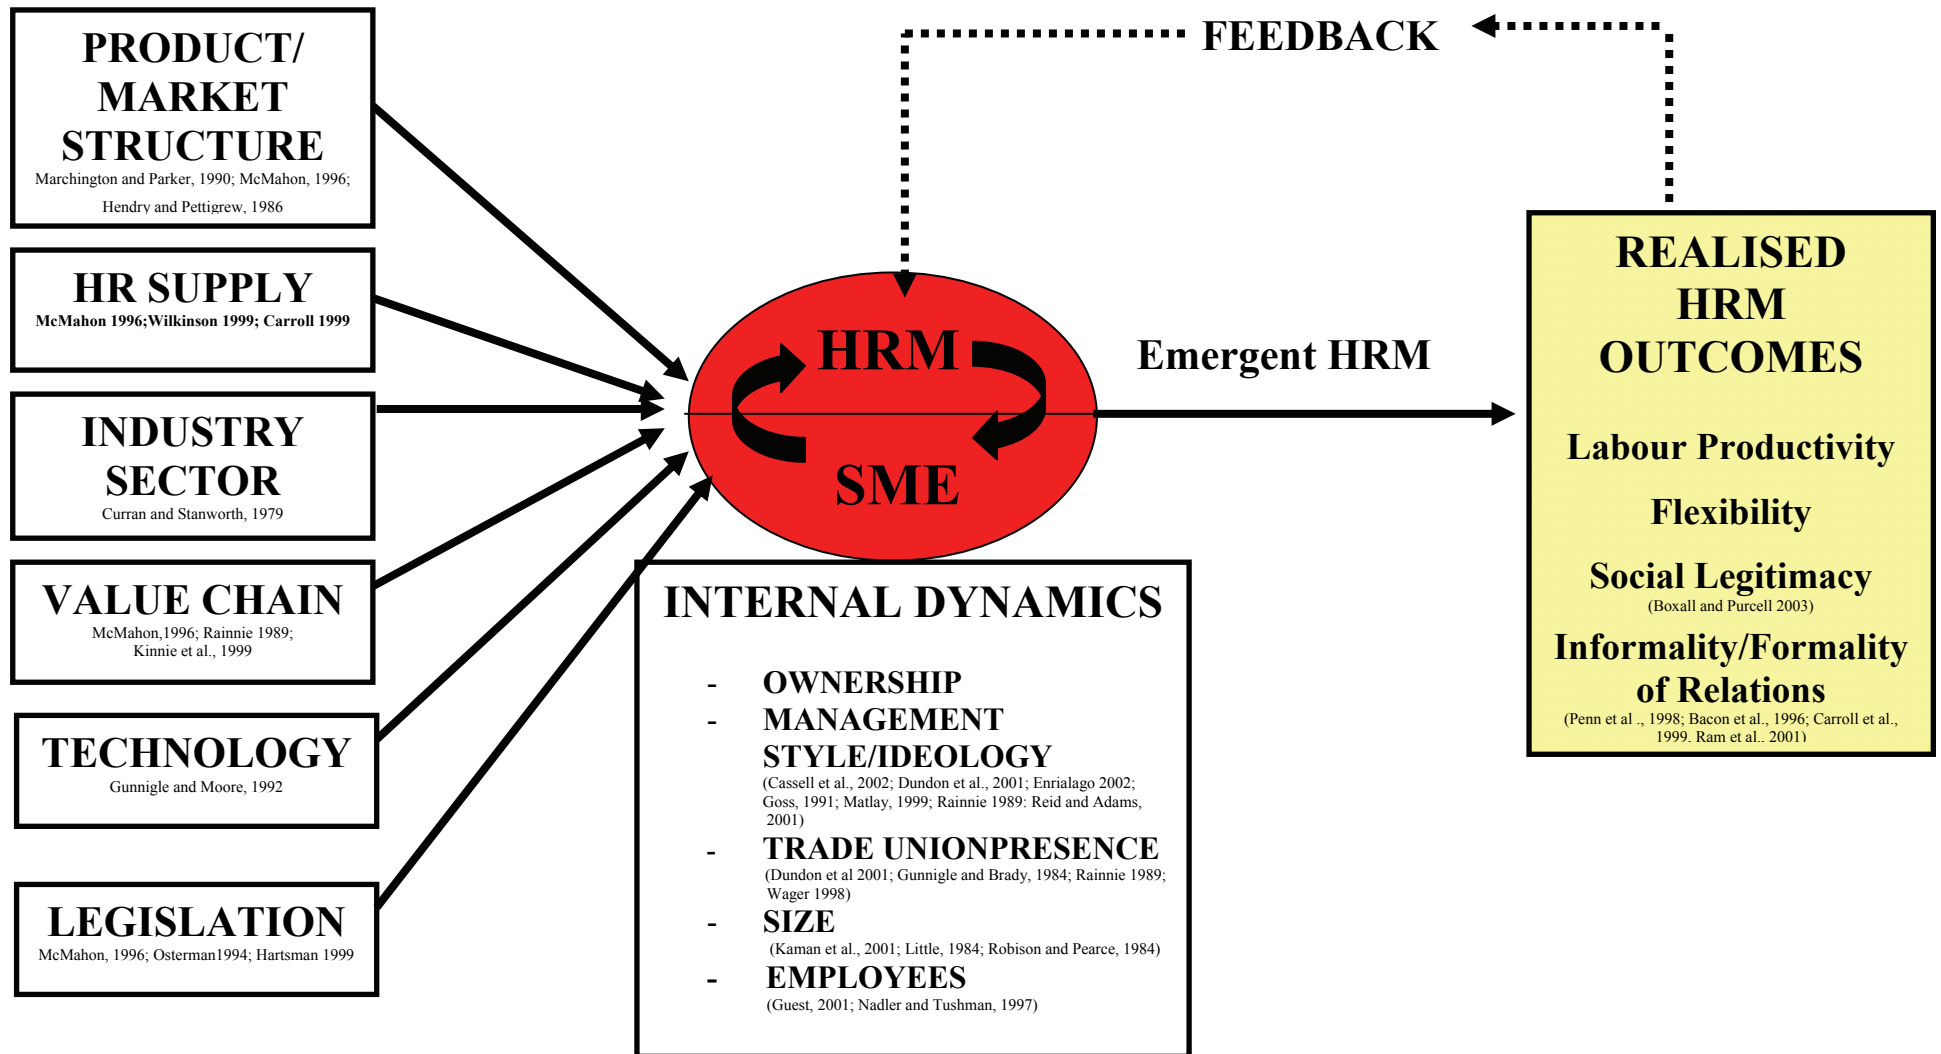 PRODUCT/
MARKET
STRUCTURE
Marchington and Parker, 1990; McMahon, 1996;
Hendry and Pettigrew, 1986
HR SUPPLY
McMahon 1996;Wilkinson 1999; Carroll 1999
INDUSTRY
SECTOR
Curran and Stanworth, 1979
VALUE CHAIN
McMahon,1996; Rainnie 1989;
Kinnie et al., 1999
TECHNOLOGY
Gunnigle and Moore, 1992
LEGISLATION
McMahon, 1996; Osterman1994; Hartsman 1999
FEEDBACK
HRM
SME
Emergent HRM
INTERNAL DYNAMICS
- OWNERSHIP
- MANAGEMENT
STYLE/IDEOLOGY
(Cassell et al., 2002; Dundon et al., 2001; Enrialago 2002;
Goss, 1991; Matlay, 1999; Rainnie 1989: Reid and Adams,
2001)
- TRADE UNIONPRESENCE
(Dundon et al 2001; Gunnigle and Brady, 1984; Rainnie 1989;
Wager 1998)
- SIZE
(Kaman et al., 2001; Little, 1984; Robison and Pearce, 1984)
- EMPLOYEES
(Guest, 2001; Nadler and Tushman, 1997)
REALISED
HRM
OUTCOMES
Labour Productivity
Flexibility
Social Legitimacy
(Boxall and Purcell 2003)
Informality/Formality
of Relations
(Penn et al ., 1998; Bacon et al., 1996; Carroll et al.,
1999, Ram et al., 2001)